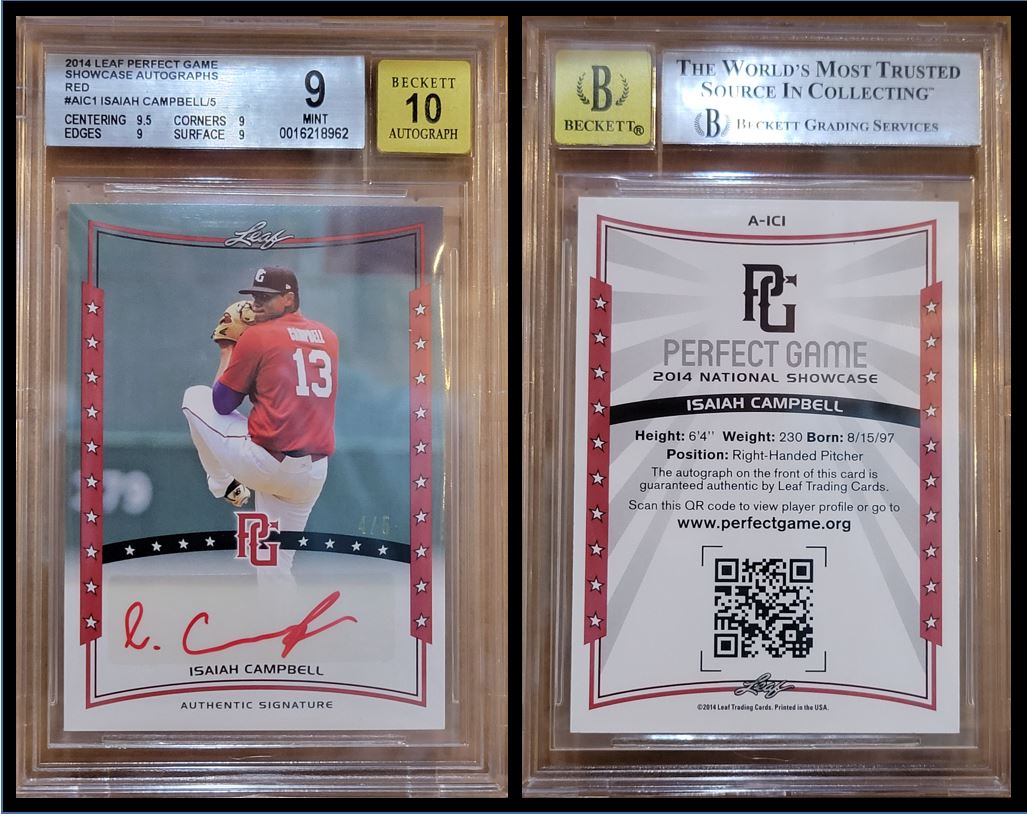 2014 LEAF PERFECT GAME
SHOWCASE AUTOGRAPHS
RED
#AIC1 ISAIAH CAMPBELL/5
CENTERING 9.5 CORNERS 9
EDGES 9 SURFACE 9
9
MINT
0016218962
BECKETT
10
AUTOGRAPH
Leaf
PG
CAMPBELL
13
379
4/5
PG
I. C
ISAIAH CAMPBELL
AUTHENTIC SIGNATURE
B
BECKETT®
THE WORLD'S MOST TRUSTED
SOURCE IN COLLECTING™
B BECKETT GRADING SERVICES
A-IC1
PG
PERFECT GAME
2014 NATIONAL SHOWCASE
ISAIAH CAMPBELL
Height: 6'4'' Weight: 230 Born: 8/15/97
Position: Right-Handed Pitcher
The autograph on the front of this card is
guaranteed authentic by Leaf Trading Cards.
Scan this QR code to view player profile or go to
www.perfectgame.org
Leaf
©2014 Leaf Trading Cards. Printed in the USA.